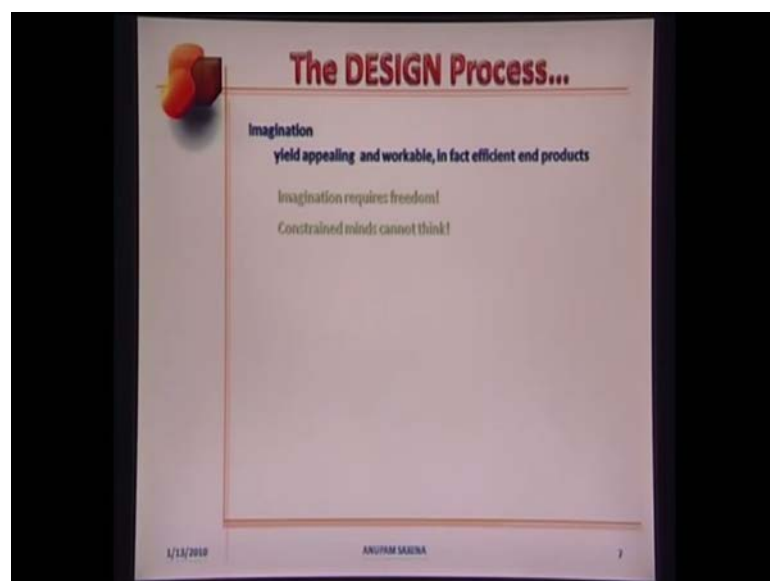 The DESIGN Process...
Imagination
yield appealing and workable, in fact efficient end products
Imagination requires freedom!
Constrained minds cannot think!
1/13/2010
ANUPAM SAXENA
7